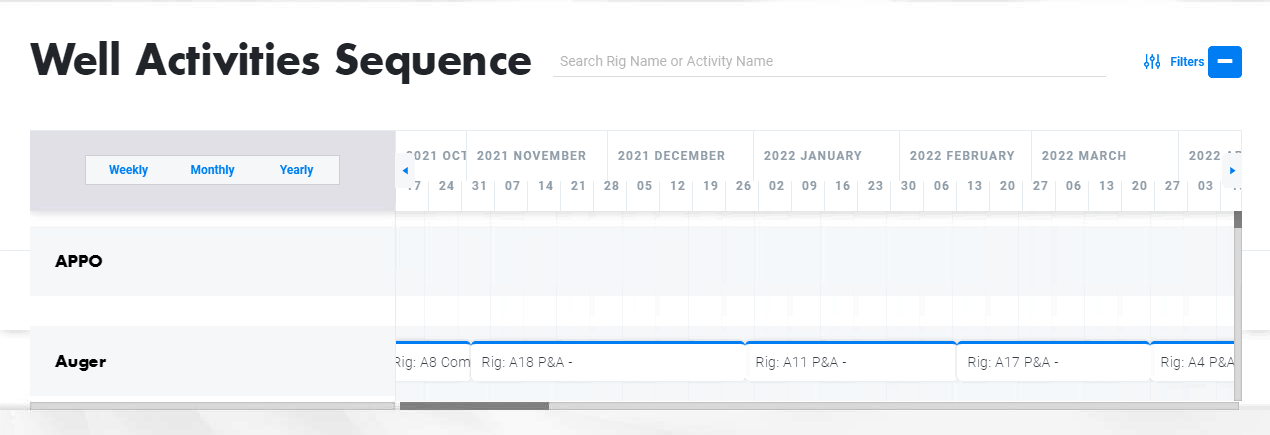 Well Activities Sequence
Search Rig Name or Activity Name
Filters
Weekly Monthly Yearly
2021 OCT 2021 NOVEMBER 2021 DECEMBER 2022 JANUARY 2022 FEBRUARY 2022 MARCH 2022
17 24 31 07 14 21 28 05 12 19 26 02 09 16 23 30 06 13 20 27 06 13 20 27 03
APPO
Auger
Rig: A8 Com Rig: A18 P&A - Rig: A11 P&A - Rig: A17 P&A - Rig: A4 P&A